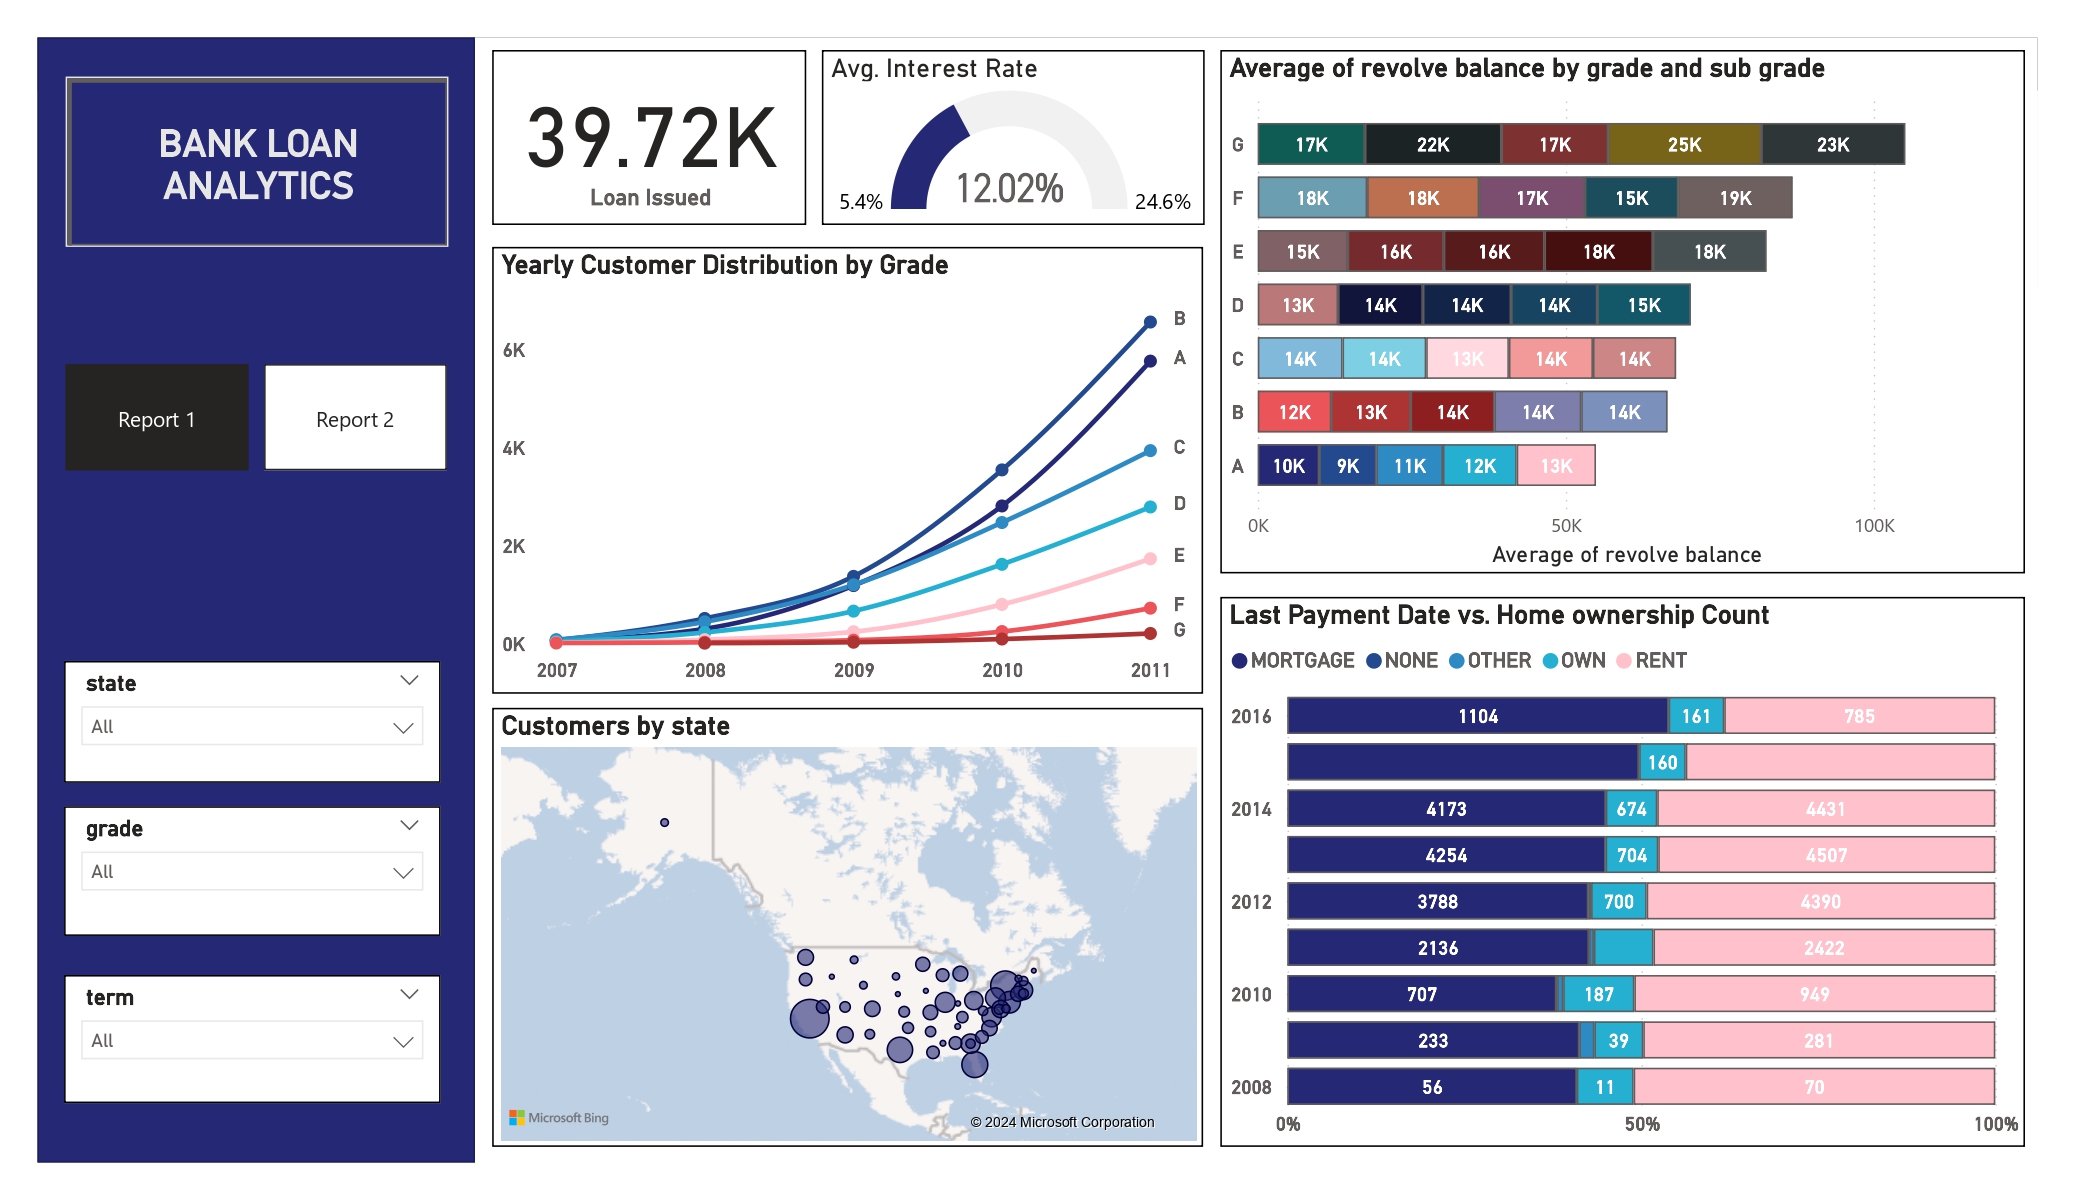 BANK LOAN
ANALYTICS
Report 1
Report 2
state
All
grade
All
term
All
39.72K
Loan Issued
Avg. Interest Rate
5.4%
12.02%
24.6%
Yearly Customer Distribution by Grade
6K
4K
2K
0K
2007 2008 2009 2010 2011
B
A
C
D
E
F
G
Customers by state
Microsoft Bing
© 2024 Microsoft Corporation
Average of revolve balance by grade and sub grade
G 17K 22K 17K 25K 23K
F 18K 18K 17K 15K 19K
E 15K 16K 16K 18K 18K
D 13K 14K 14K 14K 15K
C 14K 14K 13K 14K 14K
B 12K 13K 14K 14K 14K
A 10K 9K 11K 12K 13K
0K 50K 100K
Average of revolve balance
Last Payment Date vs. Home ownership Count
MORTGAGE NONE OTHER OWN RENT
2016 1104 161 785
160
2014 4173 674 4431
4254 704 4507
2012 3788 700 4390
2136 2422
2010 707 187 949
233 39 281
2008 56 11 70
0% 50% 100%